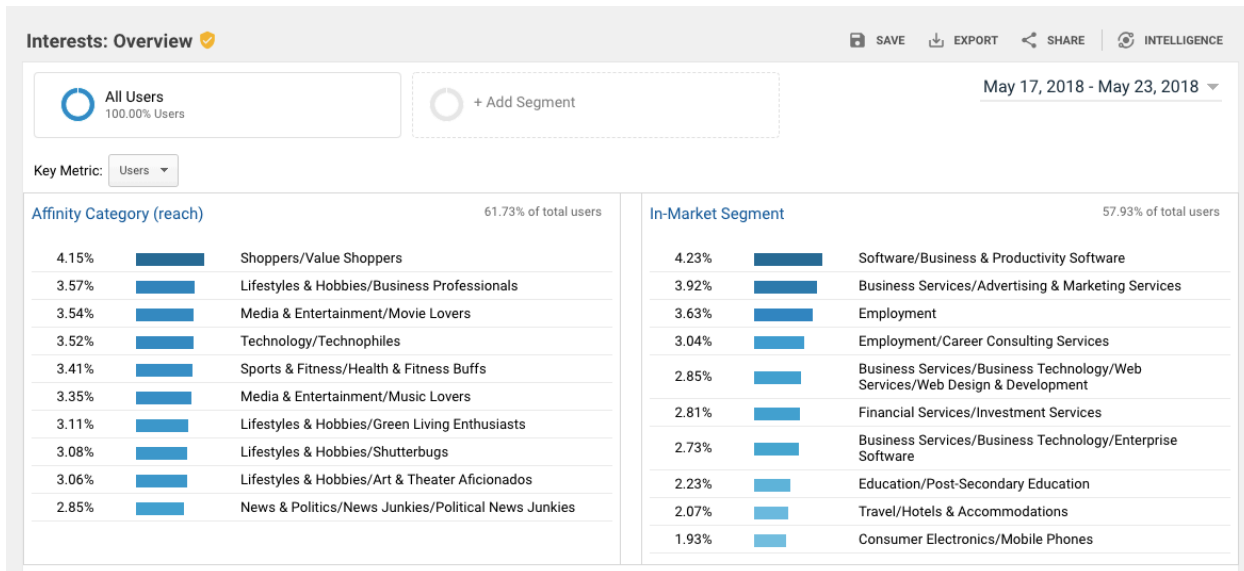 Interests: Overview
SAVE EXPORT SHARE INTELLIGENCE
All Users
100.00% Users
+ Add Segment
May 17, 2018 - May 23, 2018
Key Metric: Users
Affinity Category (reach) 61.73% of total users
4.15% Shoppers/Value Shoppers
3.57% Lifestyles & Hobbies/Business Professionals
3.54% Media & Entertainment/Movie Lovers
3.52% Technology/Technophiles
3.41% Sports & Fitness/Health & Fitness Buffs
3.35% Media & Entertainment/Music Lovers
3.11% Lifestyles & Hobbies/Green Living Enthusiasts
3.08% Lifestyles & Hobbies/Shutterbugs
3.06% Lifestyles & Hobbies/Art & Theater Aficionados
2.85% News & Politics/News Junkies/Political News Junkies
In-Market Segment 57.93% of total users
4.23% Software/Business & Productivity Software
3.92% Business Services/Advertising & Marketing Services
3.63% Employment
3.04% Employment/Career Consulting Services
2.85% Business Services/Business Technology/Web
Services/Web Design & Development
2.81% Financial Services/Investment Services
2.73% Business Services/Business Technology/Enterprise
Software
2.23% Education/Post-Secondary Education
2.07% Travel/Hotels & Accommodations
1.93% Consumer Electronics/Mobile Phones